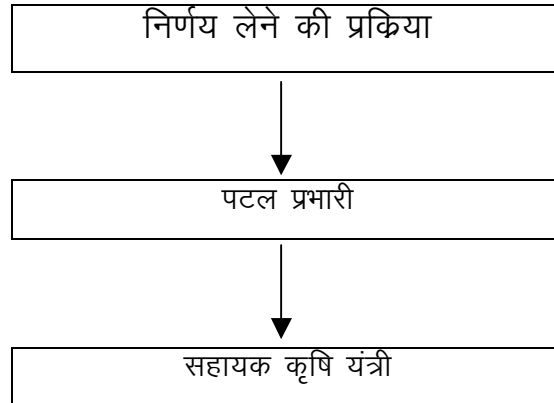 निर्णय लेने की प्रकिया
पटल प्रभारी
सहायक कृषि यंत्री